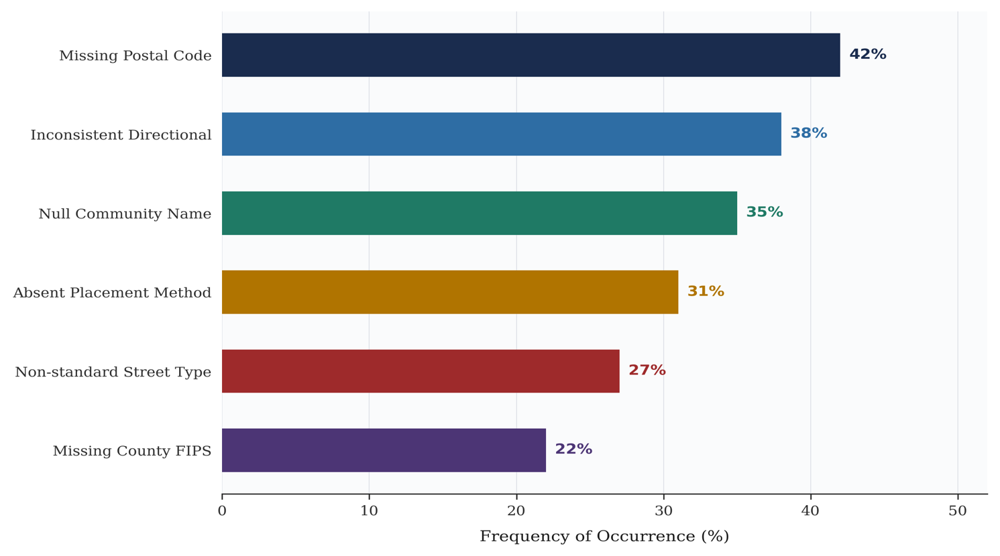 Missing Postal Code
42%
Inconsistent Directional
38%
Null Community Name
35%
Absent Placement Method
31%
Non-standard Street Type
27%
Missing County FIPS
22%
0 10 20 30 40 50
Frequency of Occurrence (%)